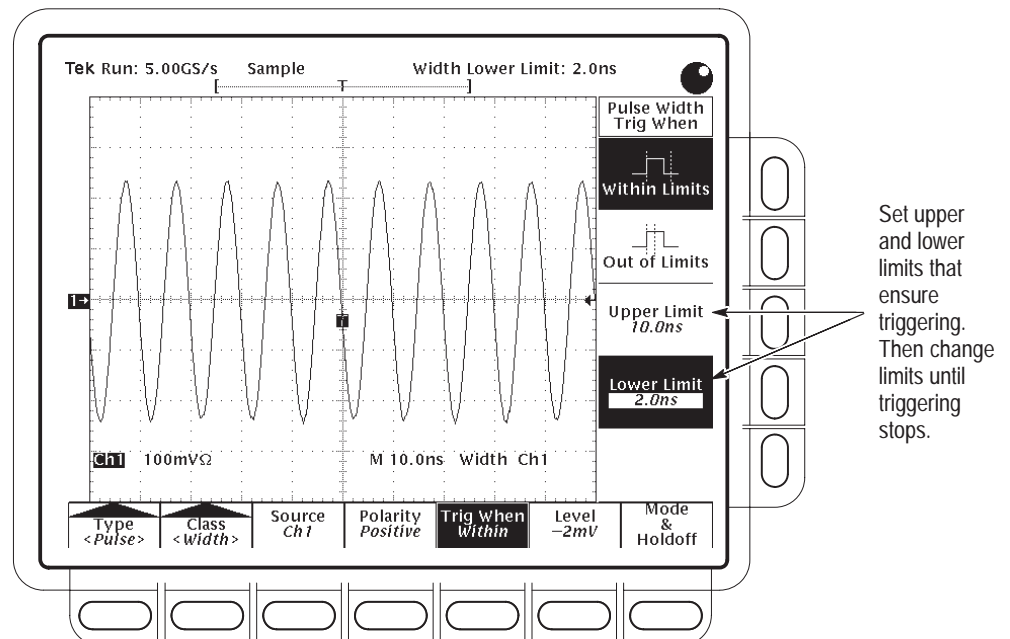 Tek Run: 5.00GS/s Sample Width Lower Limit: 2.0ns
[ T ]
Pulse Width
Trig When
Within Limits
Out of Limits
Upper Limit
10.0ns
Lower Limit
2.0ns
1→
T
Ch1 100mVΩ M 10.0ns Width Ch1
Type
<Pulse>
Class
<Width>
Source
Ch1
Polarity
Positive
Trig When
Within
Level
−2mV
Mode
&
Holdoff
Set upper
and lower
limits that
ensure
triggering.
Then change
limits until
triggering
stops.